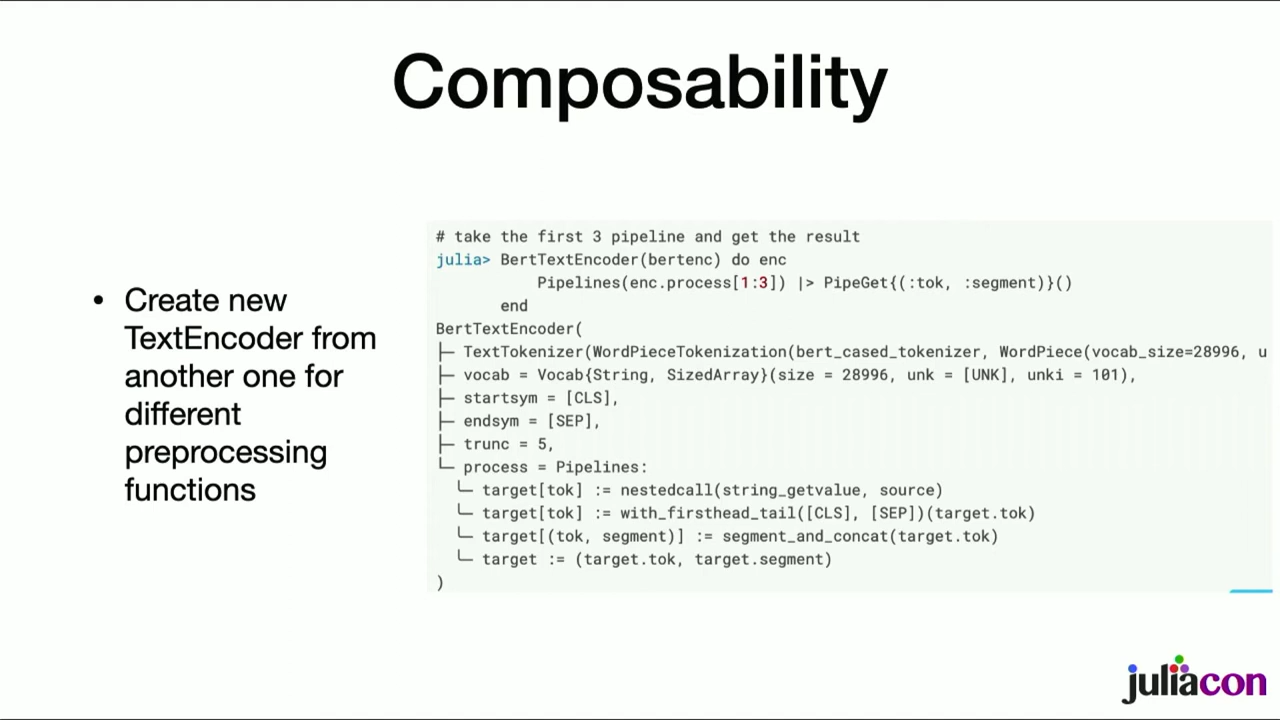 Composability
• Create new
TextEncoder from
another one for
different
preprocessing
functions
# take the first 3 pipeline and get the result
julia> BertTextEncoder(bertenc) do enc
           Pipelines(enc.process[1:3]) |> PipeGet{(:tok, :segment)}()
       end
BertTextEncoder(
├─ TextTokenizer(WordPieceTokenization(bert_cased_tokenizer, WordPiece(vocab_size=28996, u
├─ vocab = Vocab{String, SizedArray}(size = 28996, unk = [UNK], unki = 101),
├─ startsym = [CLS],
├─ endsym = [SEP],
├─ trunc = 5,
└─ process = Pipelines:
  └─ target[tok] := nestedcall(string_getvalue, source)
  └─ target[tok] := with_firsthead_tail([CLS], [SEP])(target.tok)
  └─ target[(tok, segment)] := segment_and_concat(target.tok)
  └─ target := (target.tok, target.segment)
)
juliacon